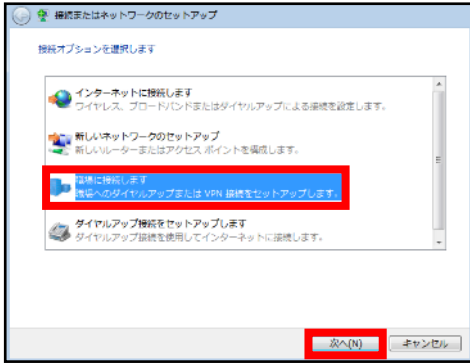 接続またはネットワークのセットアップ
接続オプションを選択します
インターネットに接続します
ワイヤレス、ブロードバンドまたはダイヤルアップによる接続を設定します。
新しいネットワークのセットアップ
新しいルーターまたはアクセス ポイントを構成します。
職場に接続します
職場へのダイヤルアップまたは VPN 接続をセットアップします。
ダイヤルアップ接続をセットアップします
ダイヤルアップ接続を使用してインターネットに接続します。
次へ(N)
キャンセル